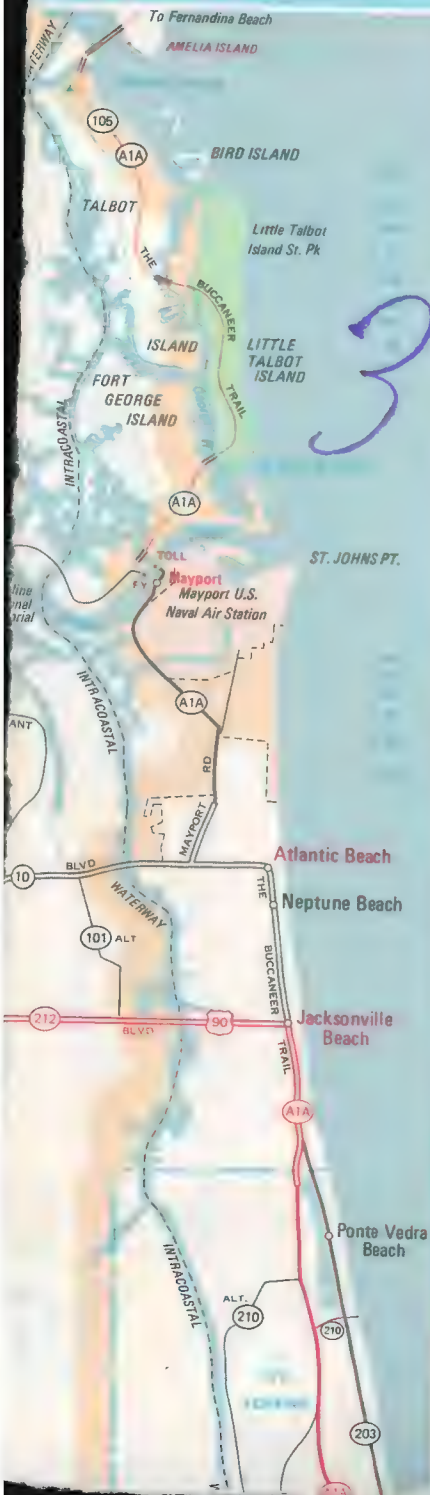 To Fernandina Beach
AMELIA ISLAND
105
A1A
BIRD ISLAND
TALBOT
Little Talbot
Island St. Pk
THE
BUCCANEER
ISLAND
LITTLE
TALBOT
ISLAND
3
FORT
GEORGE
ISLAND
TRAIL
INTRACOASTAL
A1A
ST. JOHNS PT.
TOLL
FY
Mayport
Mayport U.S.
Naval Air Station
INTRACOASTAL
A1A
ANT
RD
MAYPORT
Atlantic Beach
BLVD
10
THE
Neptune Beach
WATERWAY
101 ALT
BUCCANEER
212
BLVD
90
Jacksonville
Beach
TRAIL
A1A
Ponte Vedra
Beach
INTRACOASTAL
ALT.
210
210
203